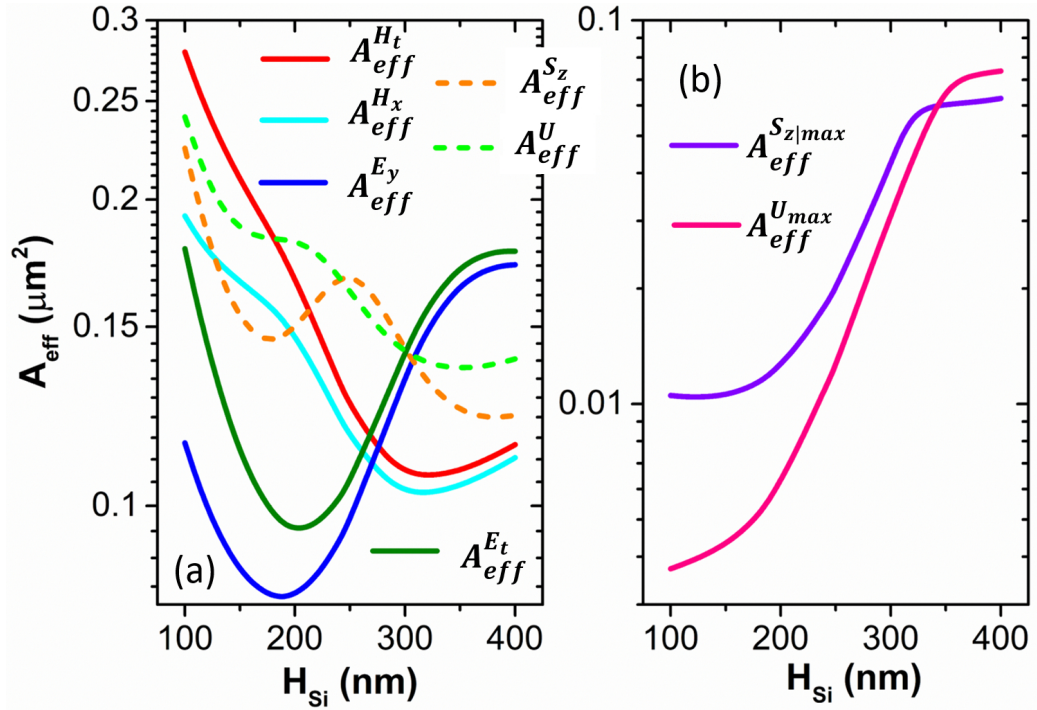 0.3
0.25
0.2
0.15
0.1
A_eff (μm²)
A_eff^{H_t}
A_eff^{H_x}
A_eff^{E_y}
A_eff^{S_z}
A_eff^{U}
A_eff^{E_t}
(a)
100 200 300 400
H_Si (nm)
0.1
0.01
(b)
A_eff^{S_z|max}
A_eff^{U_max}
100 200 300 400
H_Si (nm)